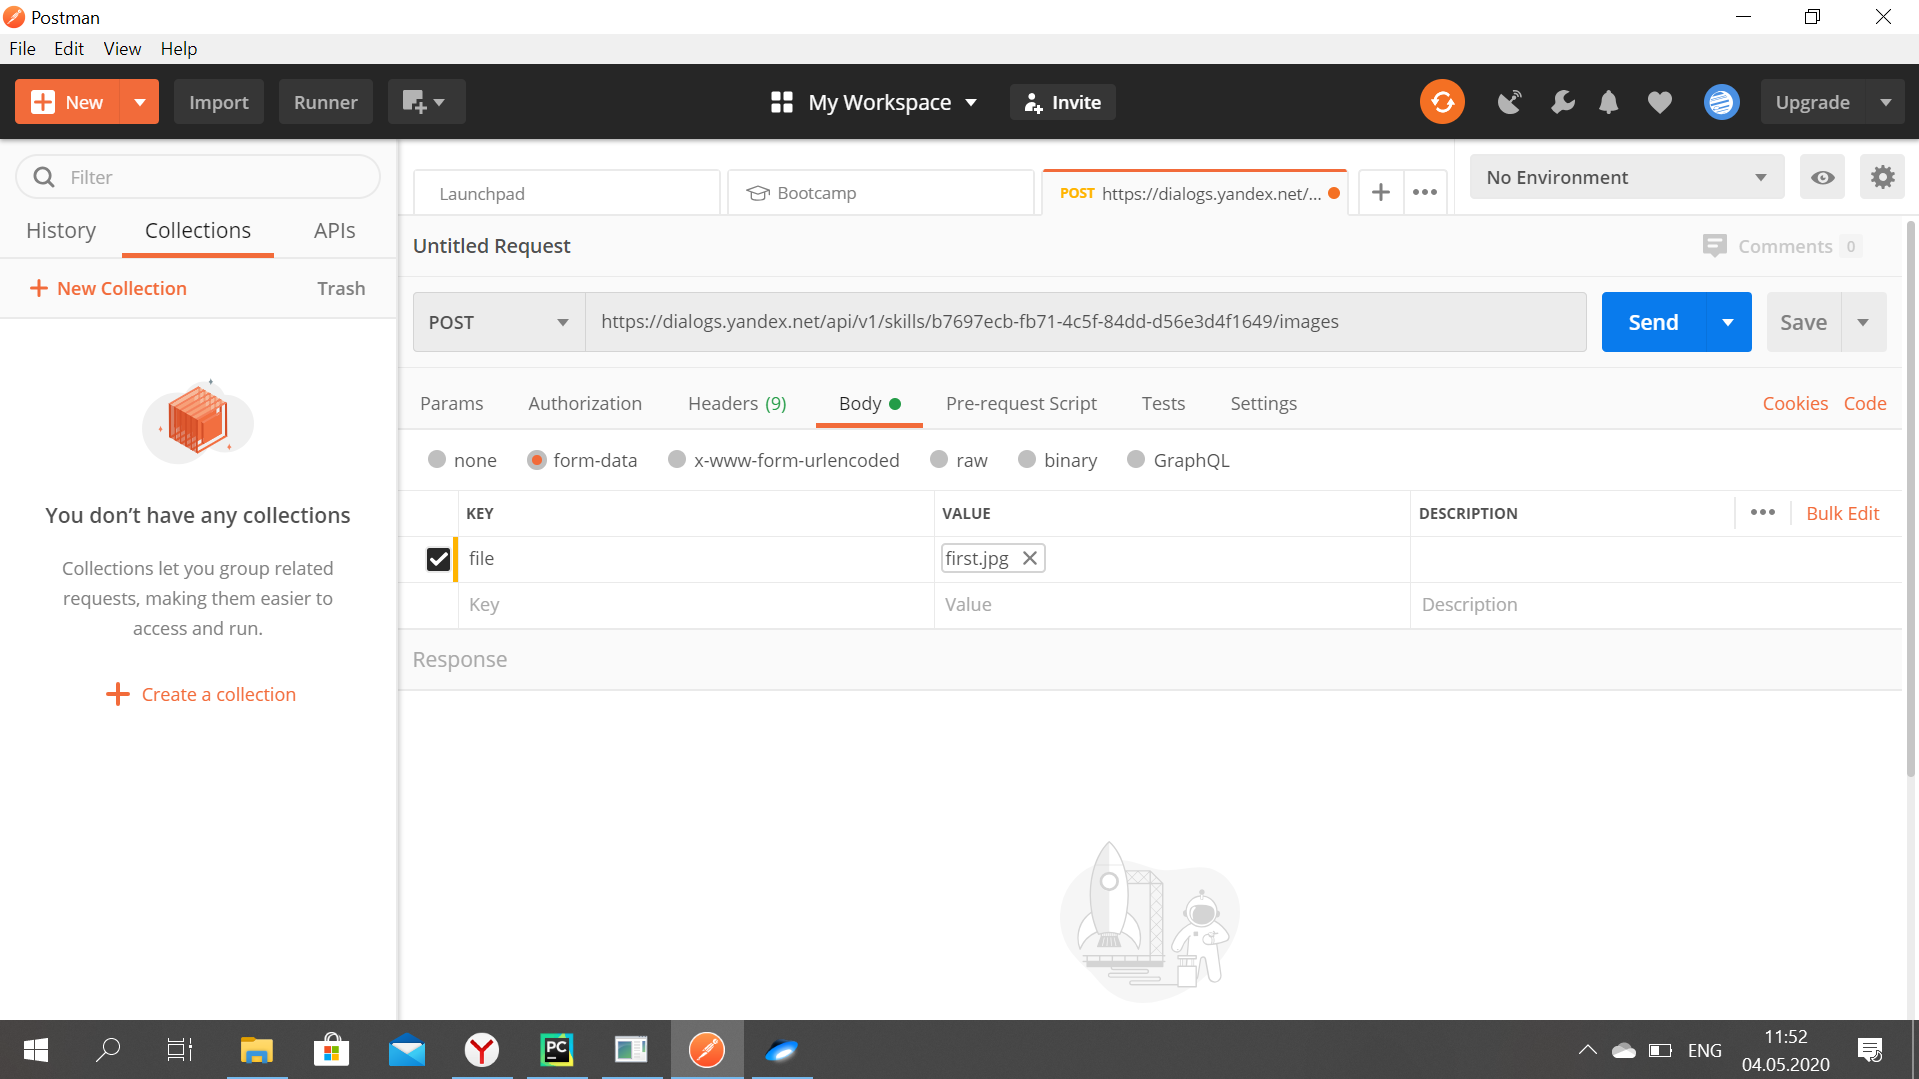 Postman
File Edit View Help
New Import Runner My Workspace Invite Upgrade
Filter
History Collections APIs
New Collection Trash
You don’t have any collections
Collections let you group related
requests, making them easier to
access and run.
Create a collection
Launchpad Bootcamp POST https://dialogs.yandex.net/... No Environment
Untitled Request Comments 0
POST https://dialogs.yandex.net/api/v1/skills/b7697ecb-fb71-4c5f-84dd-d56e3d4f1649/images Send Save
Params Authorization Headers (9) Body Pre-request Script Tests Settings Cookies Code
none form-data x-www-form-urlencoded raw binary GraphQL
KEY VALUE DESCRIPTION ••• Bulk Edit
file first.jpg
Key Value Description
Response
PC ENG 11:52
04.05.2020